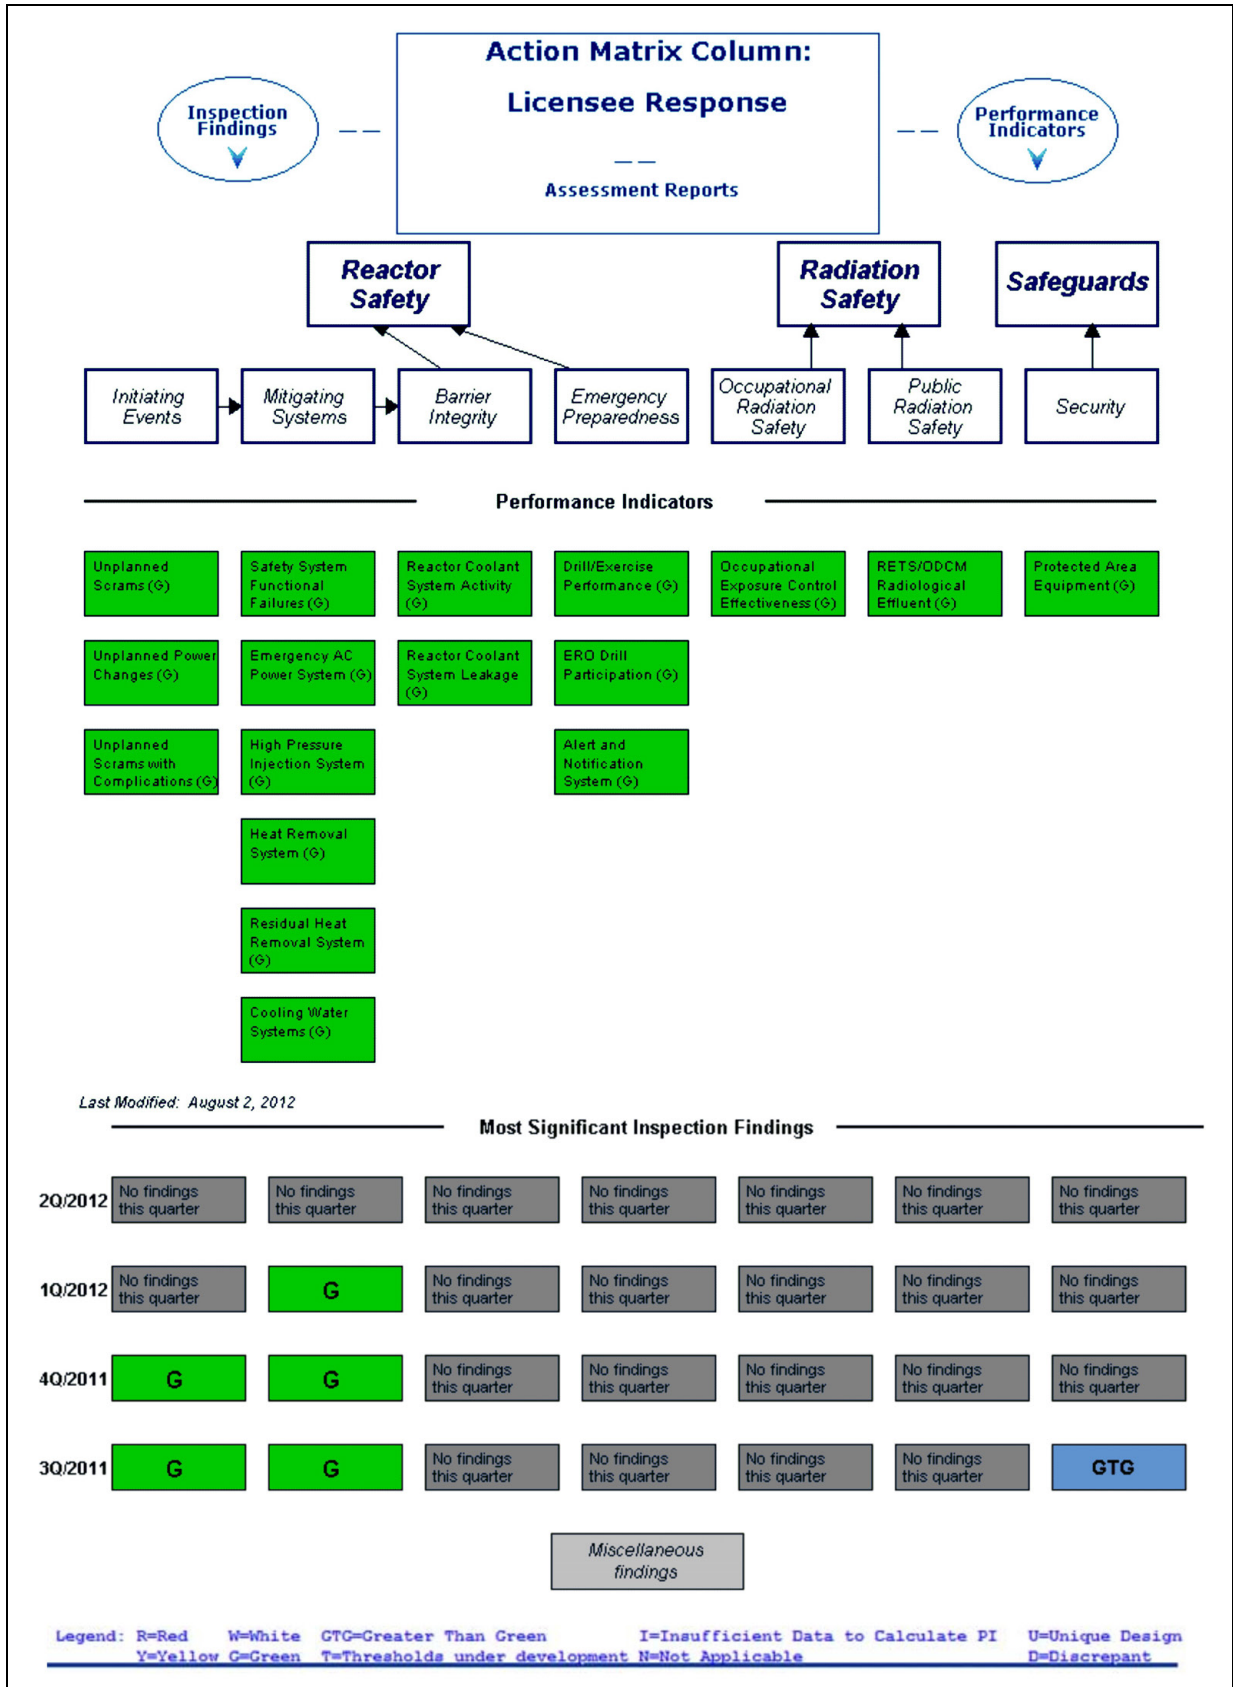 Action Matrix Column:
Licensee Response
Assessment Reports
Inspection
Findings
Performance
Indicators
Reactor
Safety
Radiation
Safety
Safeguards
Initiating
Events
Mitigating
Systems
Barrier
Integrity
Emergency
Preparedness
Occupational
Radiation
Safety
Public
Radiation
Safety
Security
Performance Indicators
Unplanned
Scrams (G)
Safety System
Functional
Failures (G)
Reactor Coolant
System Activity
(G)
Drill/Exercise
Performance (G)
Occupational
Exposure Control
Effectiveness (G)
RETS/ODCM
Radiological
Effluent (G)
Protected Area
Equipment (G)
Unplanned Power
Changes (G)
Emergency AC
Power System (G)
Reactor Coolant
System Leakage
(G)
ERO Drill
Participation (G)
Unplanned
Scrams with
Complications (G)
High Pressure
Injection System
(G)
Alert and
Notification
System (G)
Heat Removal
System (G)
Residual Heat
Removal System
(G)
Cooling Water
Systems (G)
Last Modified: August 2, 2012
Most Significant Inspection Findings
2Q/2012
No findings
this quarter
No findings
this quarter
No findings
this quarter
No findings
this quarter
No findings
this quarter
No findings
this quarter
No findings
this quarter
1Q/2012
No findings
this quarter
G
No findings
this quarter
No findings
this quarter
No findings
this quarter
No findings
this quarter
No findings
this quarter
4Q/2011
G
G
No findings
this quarter
No findings
this quarter
No findings
this quarter
No findings
this quarter
No findings
this quarter
3Q/2011
G
G
No findings
this quarter
No findings
this quarter
No findings
this quarter
No findings
this quarter
GTG
Miscellaneous
findings
Legend: R=Red W=White GTG=Greater Than Green I=Insufficient Data to Calculate PI U=Unique Design
Y=Yellow G=Green T=Thresholds under development N=Not Applicable D=Discrepant